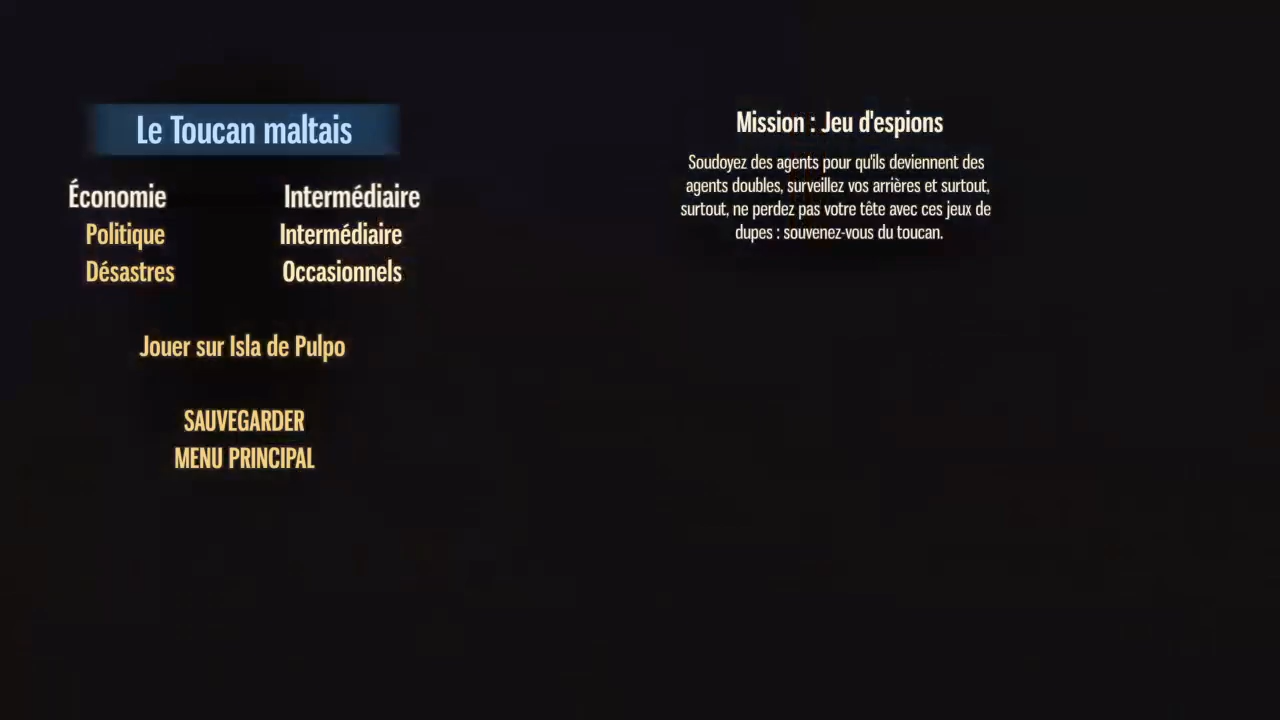 Le Toucan maltais
Économie Intermédiaire
Politique Intermédiaire
Désastres Occasionnels
Jouer sur Isla de Pulpo
SAUVEGARDER
MENU PRINCIPAL
Mission : Jeu d'espions
Soudoyez des agents pour qu'ils deviennent des
agents doubles, surveillez vos arrières et surtout,
surtout, ne perdez pas votre tête avec ces jeux de
dupes : souvenez-vous du toucan.